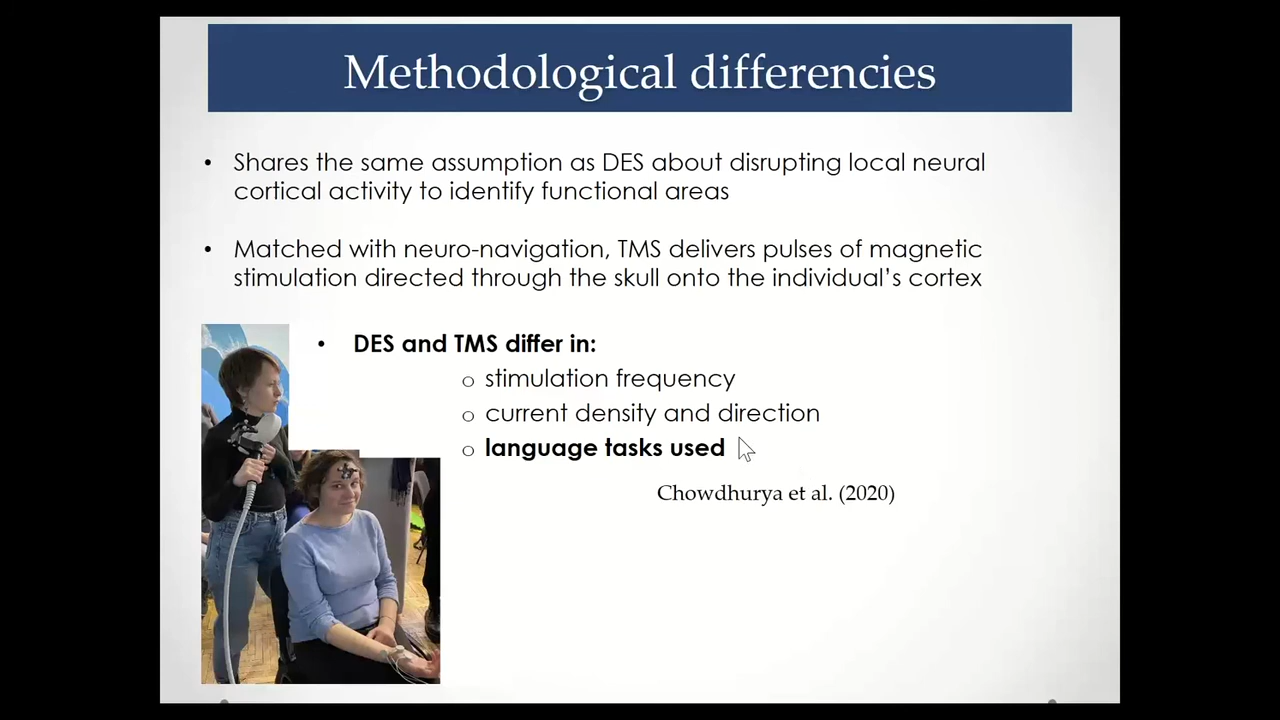 Methodological differencies
• Shares the same assumption as DES about disrupting local neural
cortical activity to identify functional areas
• Matched with neuro-navigation, TMS delivers pulses of magnetic
stimulation directed through the skull onto the individual’s cortex
• DES and TMS differ in:
o stimulation frequency
o current density and direction
o language tasks used
Chowdhurya et al. (2020)